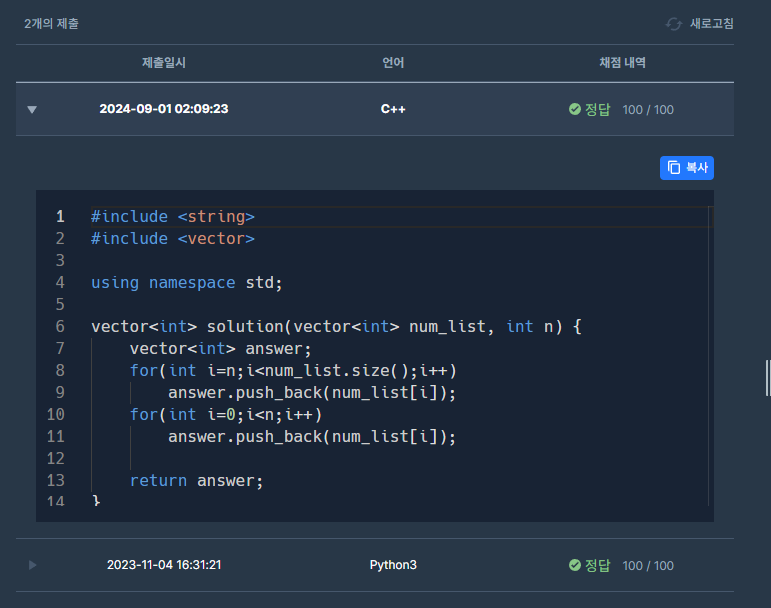 2개의 제출 새로고침
제출일시 언어 채점 내역
2024-09-01 02:09:23 C++ 정답 100 / 100
복사
1 #include <string>
2 #include <vector>
3
4 using namespace std;
5
6 vector<int> solution(vector<int> num_list, int n) {
7     vector<int> answer;
8     for(int i=n;i<num_list.size();i++)
9         answer.push_back(num_list[i]);
10     for(int i=0;i<n;i++)
11         answer.push_back(num_list[i]);
12
13     return answer;
14 }
2023-11-04 16:31:21 Python3 정답 100 / 100